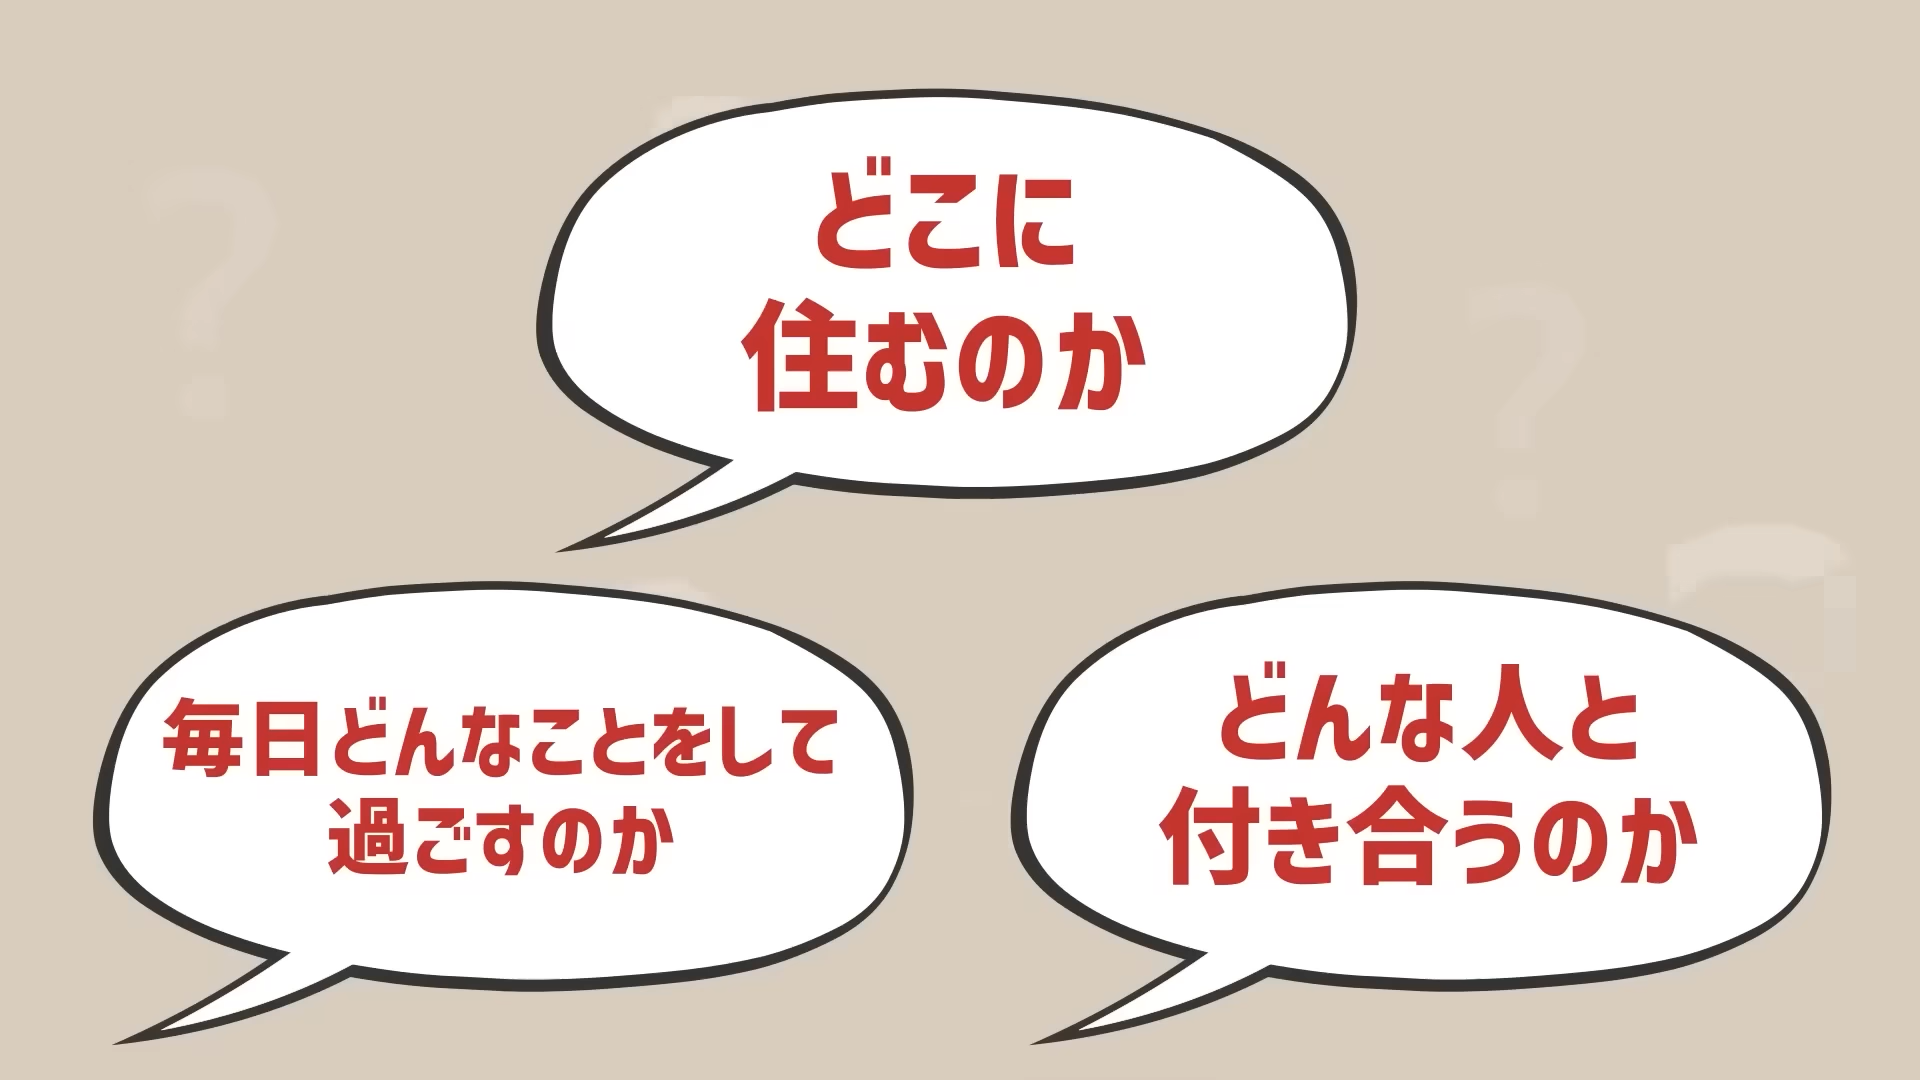 どこに
住むのか
毎日どんなことをして
過ごすのか
どんな人と
付き合うのか